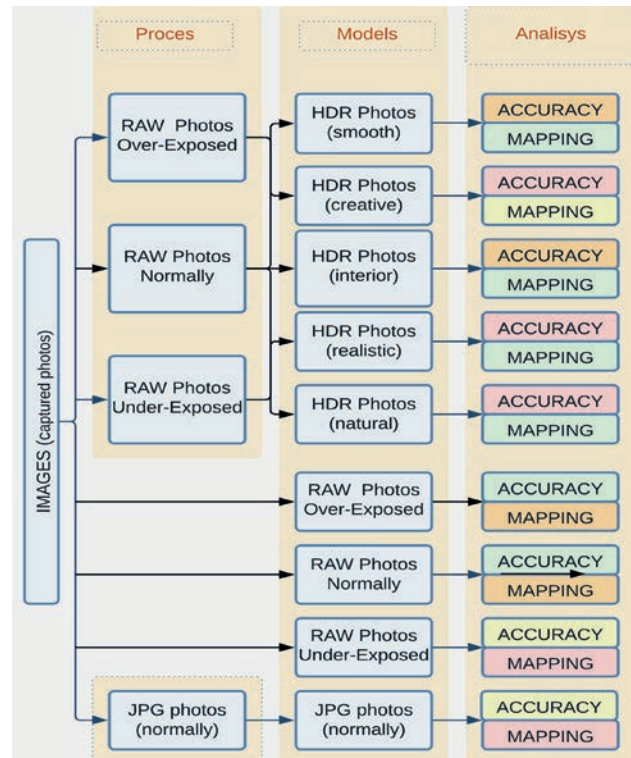 Proces
Models
Analisys
IMAGES (captured photos)
RAW Photos
Over-Exposed
RAW Photos
Normally
RAW Photos
Under-Exposed
JPG photos
(normally)
HDR Photos
(smooth)
HDR Photos
(creative)
HDR Photos
(interior)
HDR Photos
(realistic)
HDR Photos
(natural)
RAW Photos
Over-Exposed
RAW Photos
Normally
RAW Photos
Under-Exposed
JPG photos
(normally)
ACCURACY
MAPPING
ACCURACY
MAPPING
ACCURACY
MAPPING
ACCURACY
MAPPING
ACCURACY
MAPPING
ACCURACY
MAPPING
ACCURACY
MAPPING
ACCURACY
MAPPING
ACCURACY
MAPPING